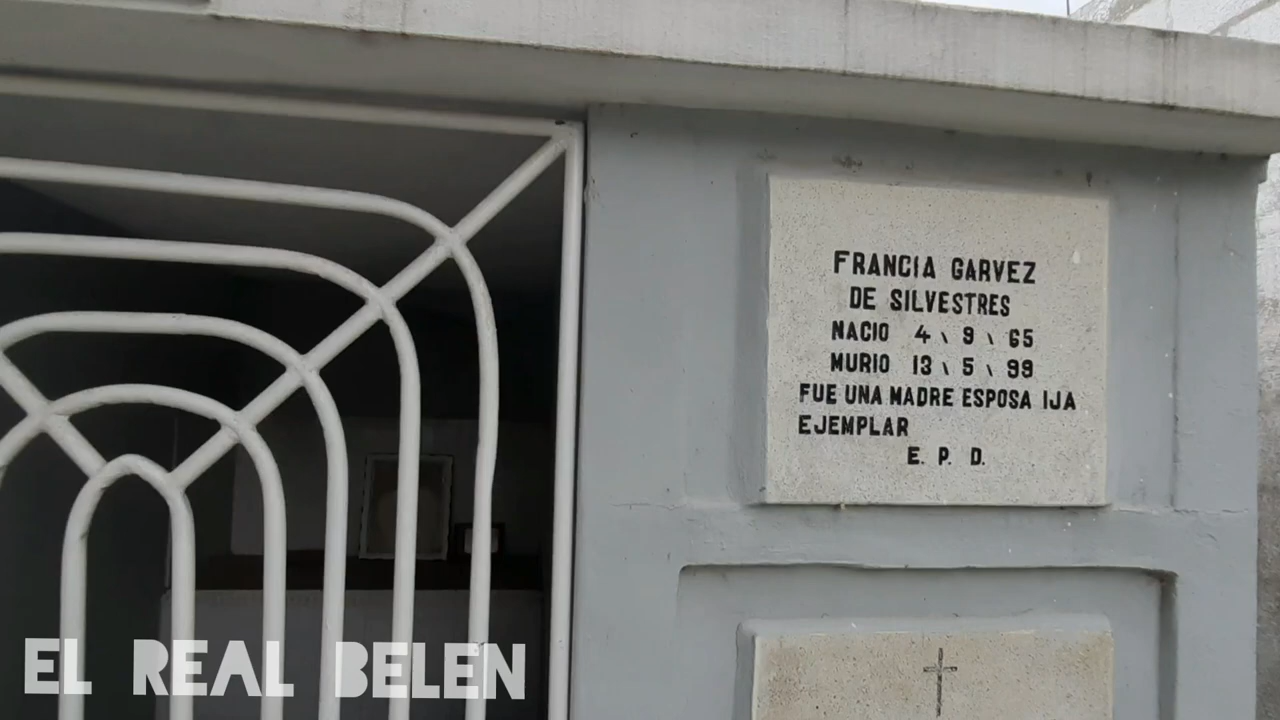 FRANCIA GARVEZ
DE SILVESTRES
NACIO 4 \ 9 \ 65
MURIO 13 \ 5 \ 99
FUE UNA MADRE ESPOSA IJA
EJEMPLAR
E. P. D.
EL REAL BELEN